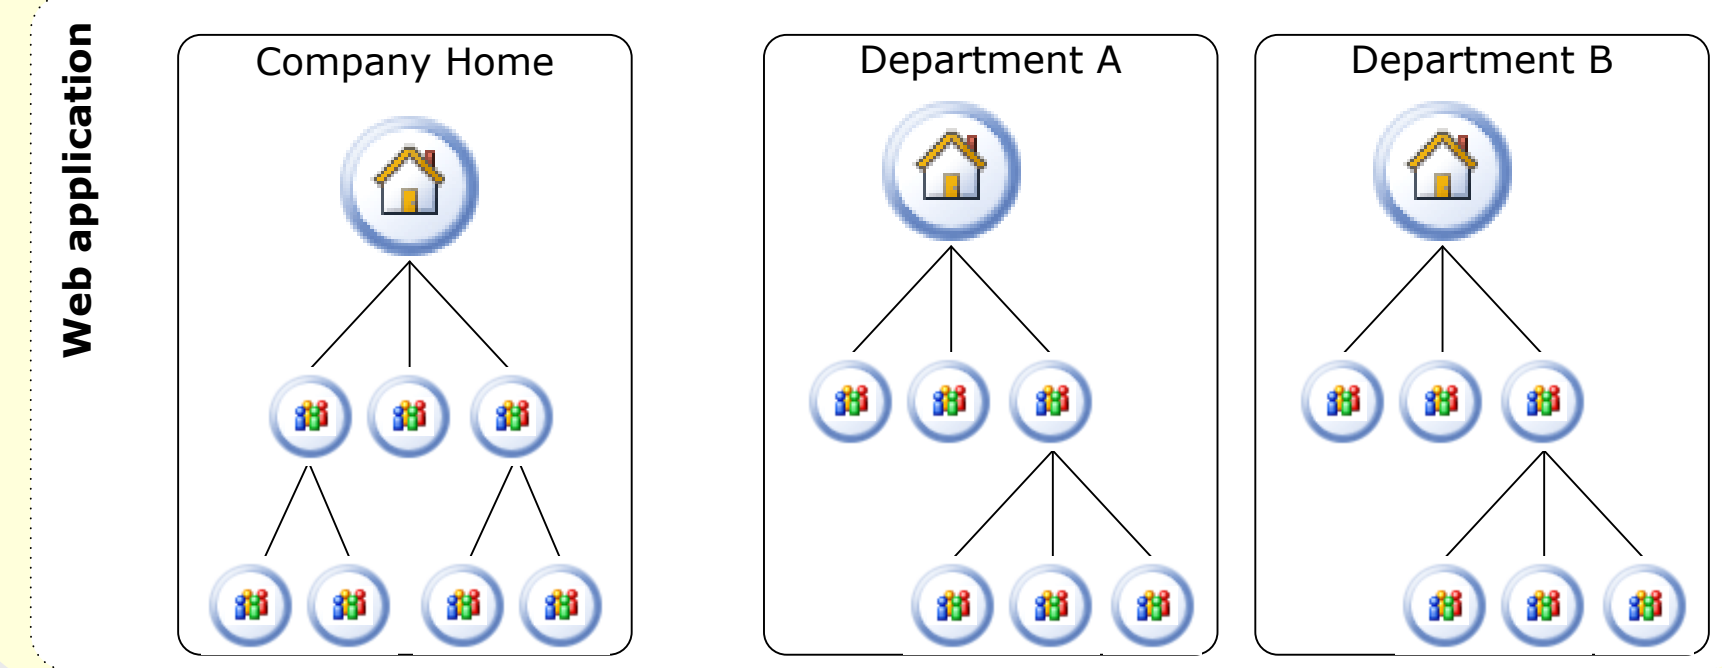 Web application
Company Home
Department A
Department B